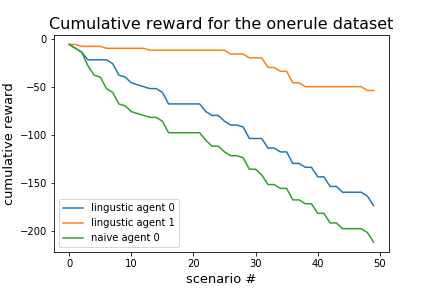 Cumulative reward for the onerule dataset
cumulative reward
0
−50
−100
−150
−200
lingustic agent 0
lingustic agent 1
naive agent 0
0 10 20 30 40 50
scenario #